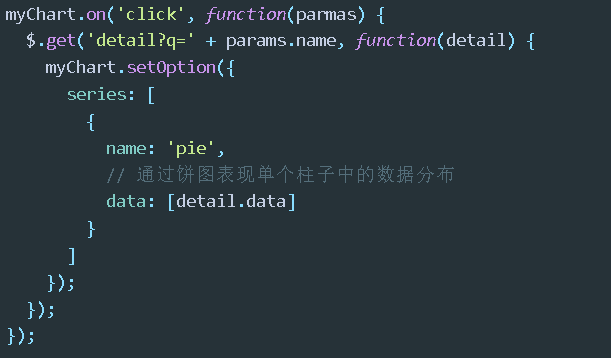 myChart.on('click', function(parmas) {
  $.get('detail?q=' + params.name, function(detail) {
    myChart.setOption({
      series: [
        {
          name: 'pie',
          // 通过饼图表现单个柱子中的数据分布
          data: [detail.data]
        }
      ]
    });
  });
});